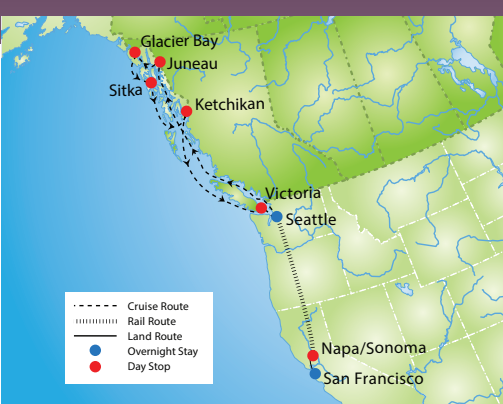 Glacier Bay
Juneau
Sitka
Ketchikan
Victoria
Seattle
Cruise Route
Rail Route
Land Route
Overnight Stay
Day Stop
Napa/Sonoma
San Francisco